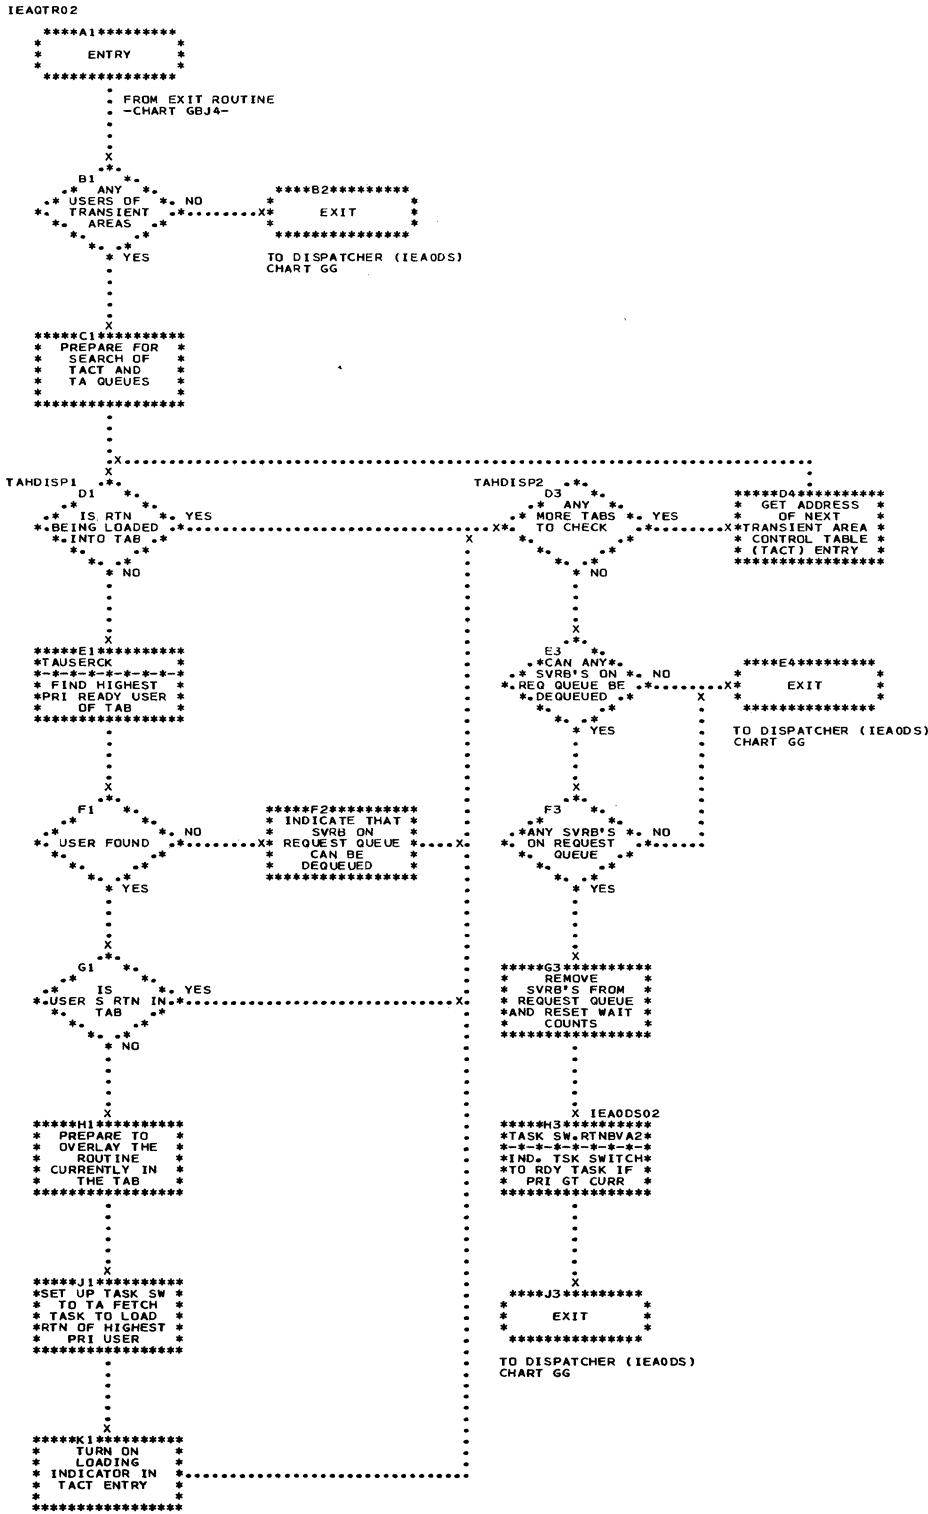 IEAQTR02
A1
ENTRY
FROM EXIT ROUTINE
-CHART GBJ4-
B1
ANY
USERS OF
TRANSIENT
AREAS
NO
YES
B2
EXIT
TO DISPATCHER (IEAODS)
CHART GG
C1
PREPARE FOR
SEARCH OF
TACT AND
TA QUEUES
TAHDISP1
D1
IS RTN
BEING LOADED
INTO TAB
YES
NO
TAHDISP2
D3
ANY
MORE TABS
TO CHECK
YES
NO
D4
GET ADDRESS
OF NEXT
TRANSIENT AREA
CONTROL TABLE
(TACT) ENTRY
E1
TAUSERCK
FIND HIGHEST
PRI READY USER
OF TAB
E3
CAN ANY
SVRB'S ON
REQ QUEUE BE
DEQUEUED
NO
YES
E4
EXIT
TO DISPATCHER (IEAODS)
CHART GG
F1
USER FOUND
NO
YES
F2
INDICATE THAT
SVRB ON
REQUEST QUEUE
CAN BE
DEQUEUED
F3
ANY SVRB'S
ON REQUEST
QUEUE
NO
YES
G1
IS
USER S RTN IN
TAB
YES
NO
G3
REMOVE
SVRB'S FROM
REQUEST QUEUE
AND RESET WAIT
COUNTS
H1
PREPARE TO
OVERLAY THE
ROUTINE
CURRENTLY IN
THE TAB
IEAODS02
H3
TASK SW.RTNBVA2
IND. TSK SWITCH
TO RDY TASK IF
PRI GT CURR
J1
SET UP TASK SW
TO TA FETCH
TASK TO LOAD
RTN OF HIGHEST
PRI USER
J3
EXIT
TO DISPATCHER (IEAODS)
CHART GG
K1
TURN ON
LOADING
INDICATOR IN
TACT ENTRY